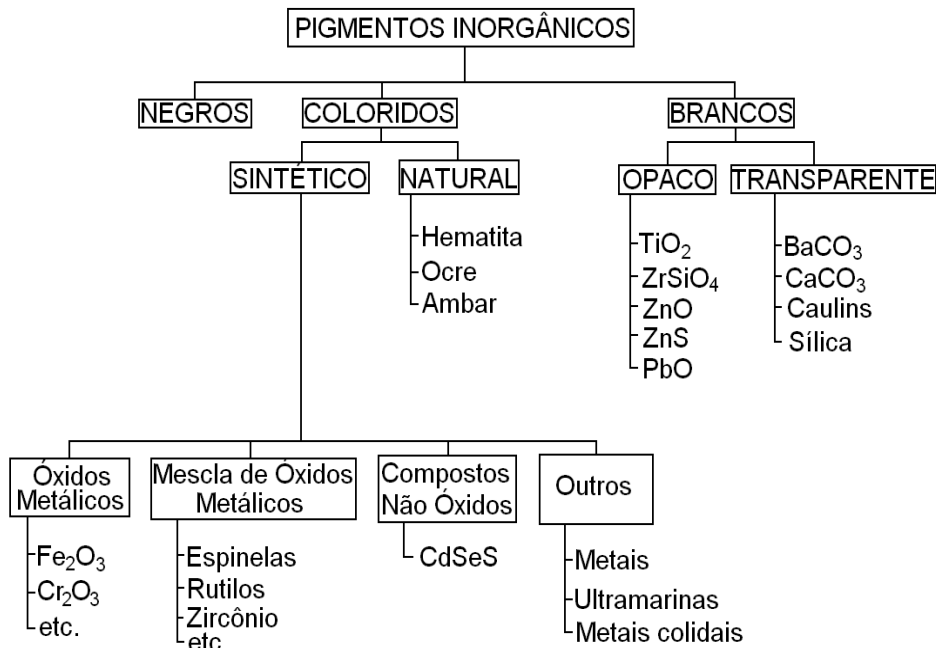 PIGMENTOS INORGÂNICOS
NEGROS
COLORIDOS
BRANCOS
SINTÉTICO
NATURAL
OPACO
TRANSPARENTE
Hematita
Ocre
Ambar
TiO₂
ZrSiO₄
ZnO
ZnS
PbO
BaCO₃
CaCO₃
Caulins
Sílica
Óxidos
Metálicos
Fe₂O₃
Cr₂O₃
etc.
Mescla de Óxidos
Metálicos
Espinelas
Rutilos
Zircônio
etc
Compostos
Não Óxidos
CdSeS
Outros
Metais
Ultramarinas
Metais colidais